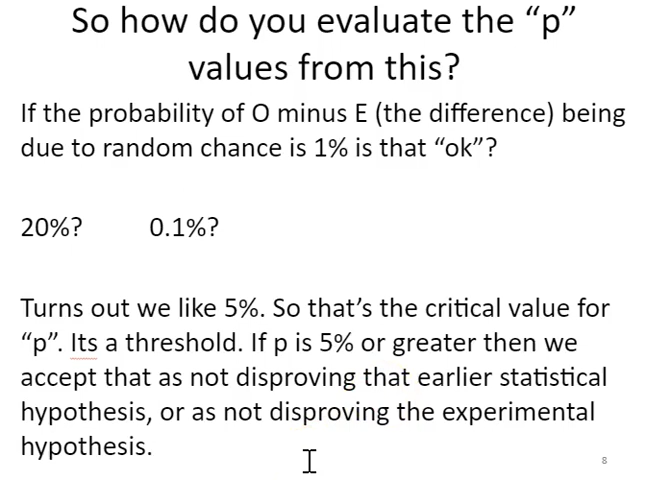 So how do you evaluate the “p”
values from this?
If the probability of O minus E (the difference) being
due to random chance is 1% is that “ok”?
20%? 0.1%?
Turns out we like 5%. So that’s the critical value for
“p”. Its a threshold. If p is 5% or greater then we
accept that as not disproving that earlier statistical
hypothesis, or as not disproving the experimental
hypothesis.
8